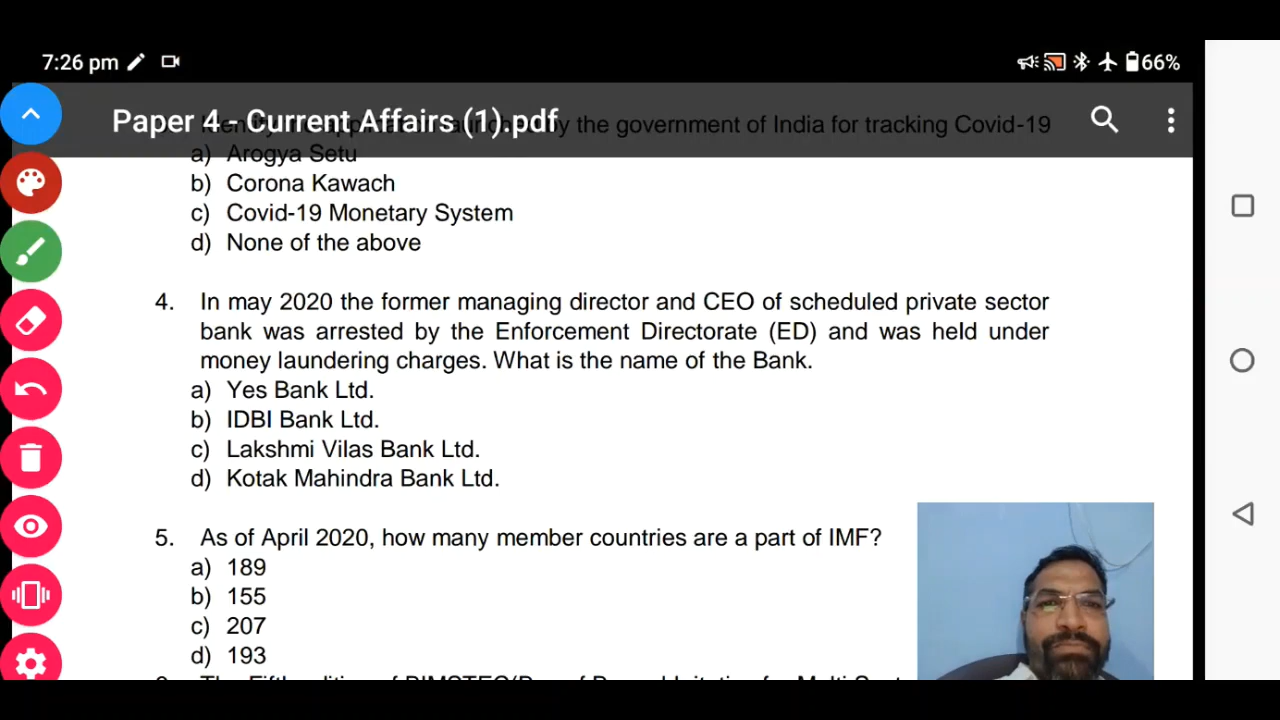 7:26 pm
66%
Paper 4 - Current Affairs (1).pdf
by the government of India for tracking Covid-19
a) Arogya Setu
b) Corona Kawach
c) Covid-19 Monetary System
d) None of the above
4. In may 2020 the former managing director and CEO of scheduled private sector
bank was arrested by the Enforcement Directorate (ED) and was held under
money laundering charges. What is the name of the Bank.
a) Yes Bank Ltd.
b) IDBI Bank Ltd.
c) Lakshmi Vilas Bank Ltd.
d) Kotak Mahindra Bank Ltd.
5. As of April 2020, how many member countries are a part of IMF?
a) 189
b) 155
c) 207
d) 193